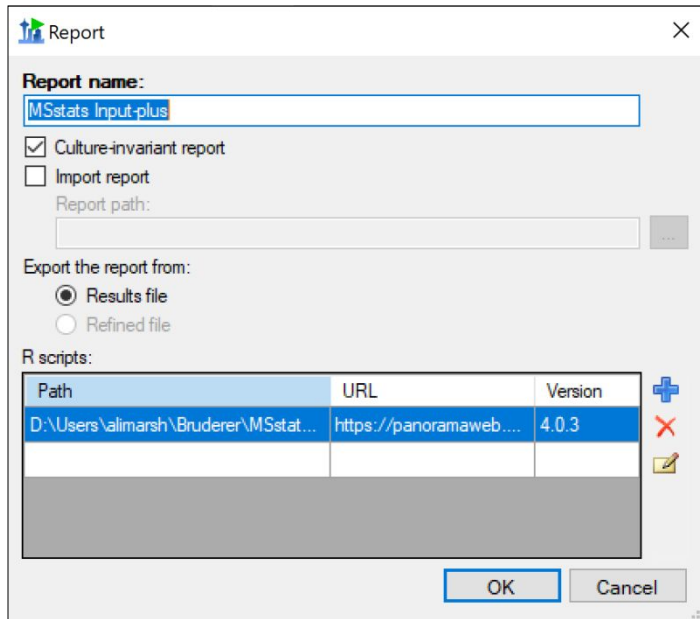 Report
Report name:
MSstats Input-plus
Culture-invariant report
Import report
Report path:
...
Export the report from:
Results file
Refined file
R scripts:
Path URL Version
D:\Users\alimarsh\Bruderer\MSstat... https://panoramaweb.... 4.0.3
OK Cancel